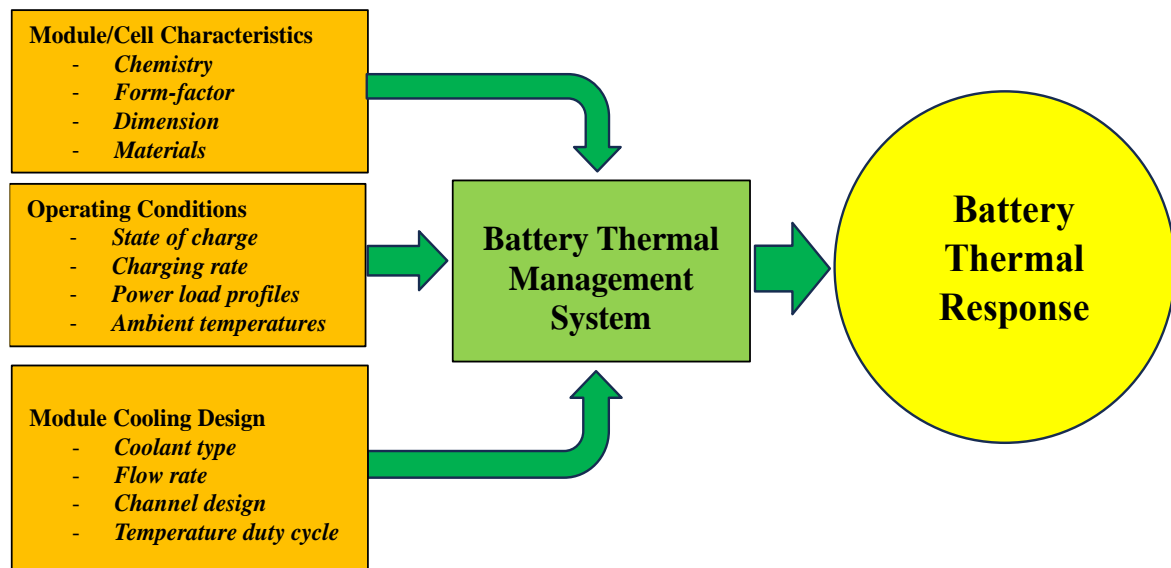 Module/Cell Characteristics
- Chemistry
- Form-factor
- Dimension
- Materials
Operating Conditions
- State of charge
- Charging rate
- Power load profiles
- Ambient temperatures
Module Cooling Design
- Coolant type
- Flow rate
- Channel design
- Temperature duty cycle
Battery Thermal
Management
System
Battery
Thermal
Response